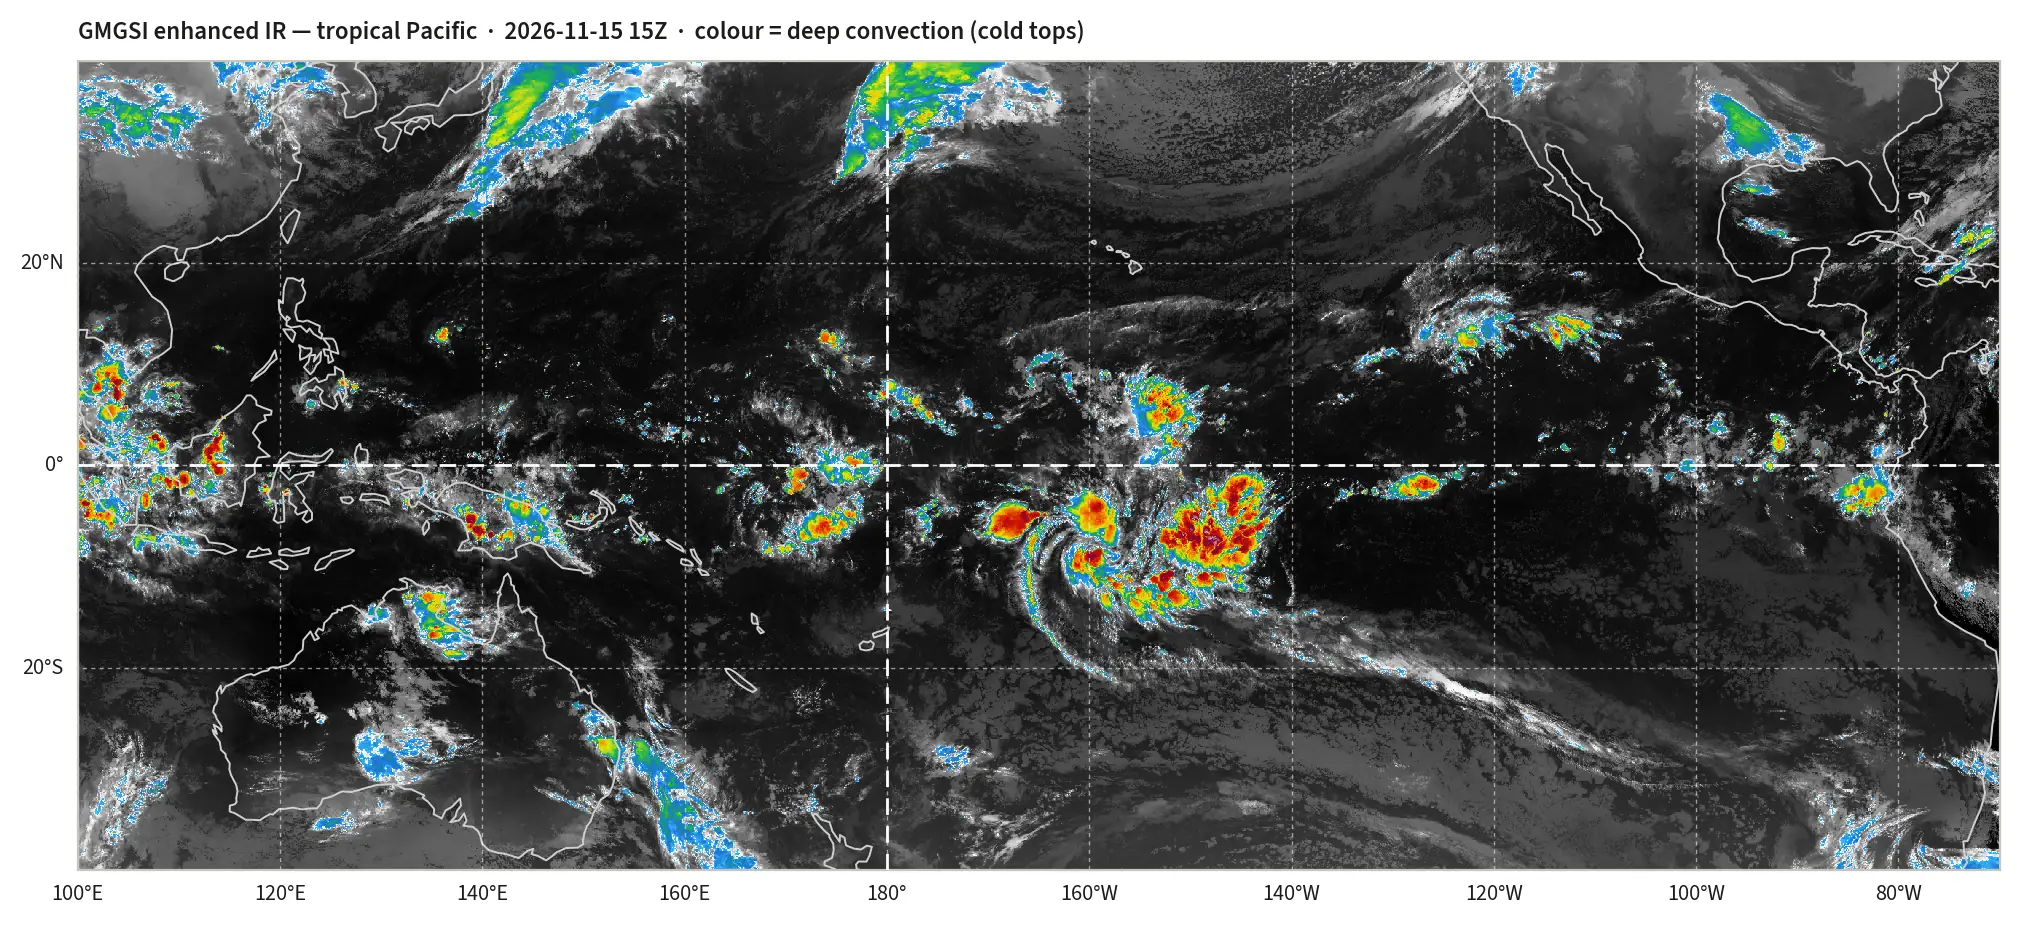 GMGSI enhanced IR — tropical Pacific · 2026-11-15 15Z · colour = deep convection (cold tops)
20°N
0°
20°S
100°E 120°E 140°E 160°E 180° 160°W 140°W 120°W 100°W 80°W